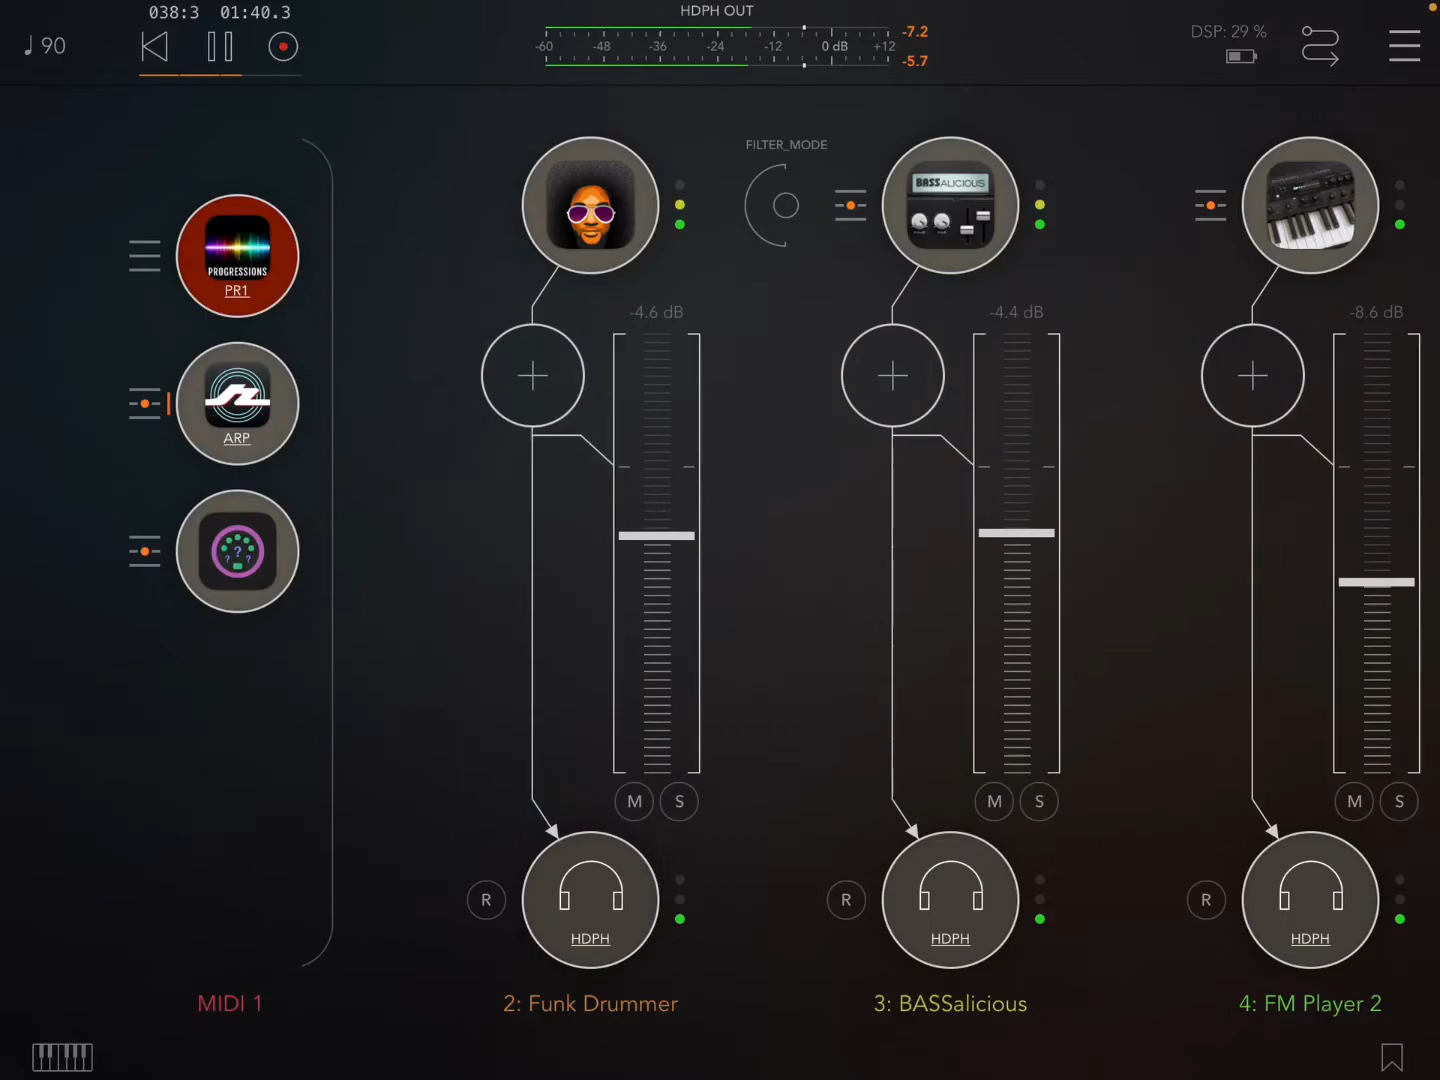 038:3 01:40.3
HDPH OUT
90
-60 -48 -36 -24 -12 0 dB +12
-7.2
-5.7
DSP: 29 %
FILTER_MODE
PROGRESSIONS
PR1
ARP
? ? ?
BASSALICIOUS
-4.6 dB
-4.4 dB
-8.6 dB
M S
M S
M S
R
HDPH
R
HDPH
R
HDPH
MIDI 1
2: Funk Drummer
3: BASSalicious
4: FM Player 2